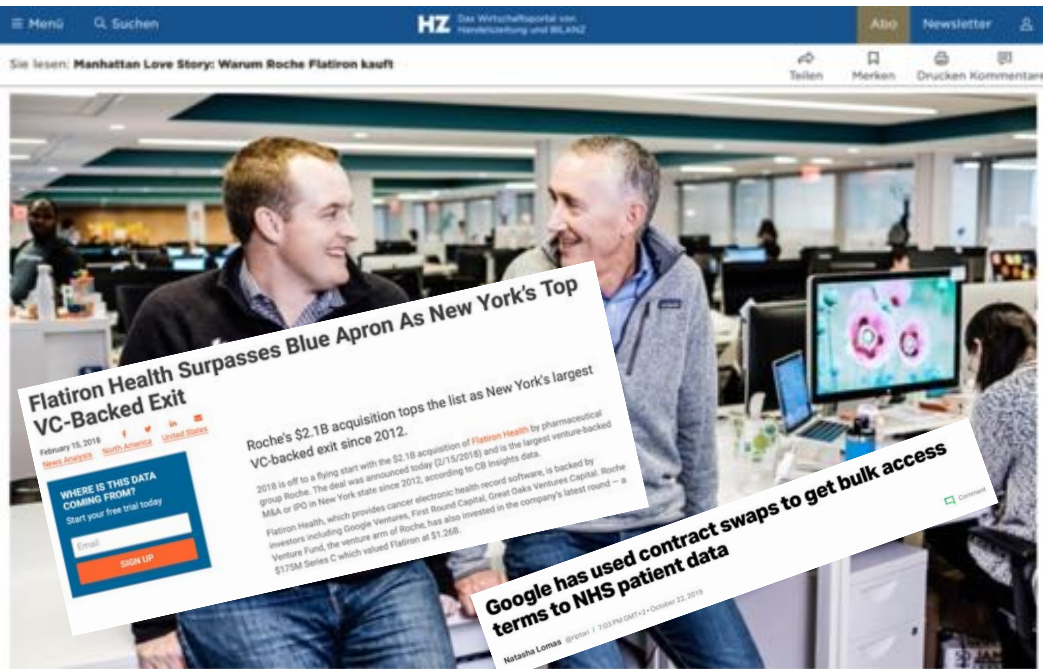 Menü
Suchen
HZ Das Wirtschaftsportal von
Handelszeitung und BILANZ
Abo
Newsletter
Sie lesen: Manhattan Love Story: Warum Roche Flatiron kauft
Teilen
Merken
Drucken
Kommentare
Flatiron Health Surpasses Blue Apron As New York's Top
VC-Backed Exit
February 15, 2018
News Analysis North America United States
WHERE IS THIS DATA
COMING FROM?
Start your free trial today
Email
SIGN UP
Roche's $2.1B acquisition tops the list as New York's largest
VC-backed exit since 2012.
2018 is off to a flying start with the $2.1B acquisition of Flatiron Health by pharmaceutical
group Roche. The deal was announced today (2/15/2018) and is the largest venture-backed
M&A or IPO in New York state since 2012, according to CB Insights data.
Flatiron Health, which provides cancer electronic health record software, is backed by
investors including Google Ventures, First Round Capital, Great Oaks Ventures Capital. Roche
Venture Fund, the venture arm of Roche, has also invested in the company's latest round — a
$175M Series C which valued Flatiron at $1.26B.
Google has used contract swaps to get bulk access
terms to NHS patient data
Natasha Lomas @riptari / 7:03 PM GMT+2 • October 22, 2019
Comment